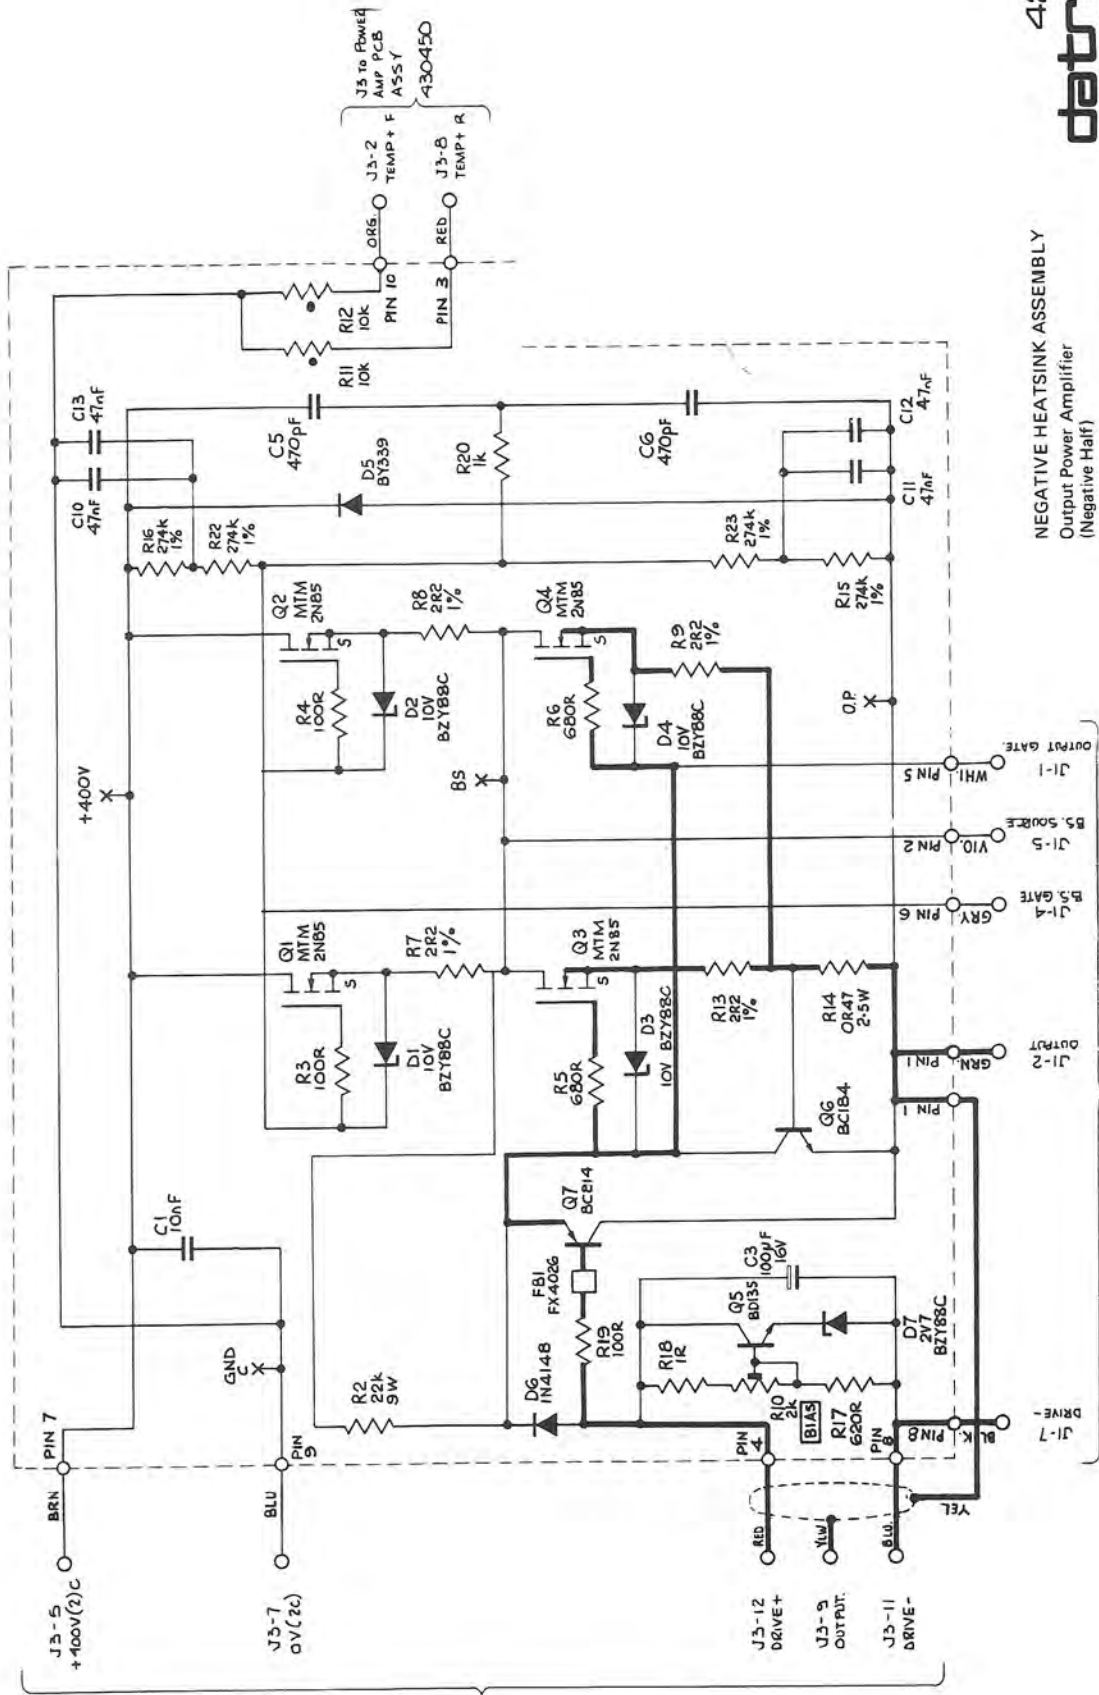 J3-5
+400V(2)C
BRN
PIN 7
J3-7
0V(2C)
BLU
PIN
9
GND
C
C1
10nF
+400V
R3
100R
Q1
MTM
2N85
S
D1
10V
BZY88C
R7
2R2
1%
R4
100R
Q2
MTM
2N85
S
D2
10V
BZY88C
R8
2R2
1%
R16
274k
1%
R22
274k
1%
C10
47nF
C13
47nF
D5
BY339
C5
470pF
R20
1k
C6
470pF
R11
10k
R12
10k
PIN 10
ORG.
J3-2
TEMP+ F
PIN 3
RED
J3-8
TEMP+ R
J3 TO POWER
AMP PCB
ASSY
430450
BS
R5
680R
Q3
MTM
2N85
S
D3
10V BZY88C
R6
680R
Q4
MTM
2N85
S
D4
10V
BZY88C
R9
2R2
1%
R23
274k
1%
R15
274k
1%
C11
47nF
C12
47nF
O.P.
R13
2R2
1%
R14
0R47
2·5W
Q6
BC184
Q7
BC214
FB1
FX4026
R19
100R
R2
22k
9W
D6
1N4148
R18
1R
R10
2k
BIAS
R17
620R
Q5
BD135
C3
100µF
16V
D7
2V7
BZY88C
J3-12
DRIVE+
RED
PIN
4
J3-9
OUTPUT.
YLW
J3-11
DRIVE-
BLU.
PIN
8
YEL
PIN 8
BLK.
J1-7
DRIVE-
PIN 1
PIN 1
GRN.
J1-2
OUTPUT
PIN 6
GRY.
J1-4
B.S. GATE
PIN 2
VIO.
J1-5
BS. SOURCE
PIN 5
WHI.
J1-1
OUTPUT GATE.
NEGATIVE HEATSINK ASSEMBLY
Output Power Amplifier
(Negative Half)